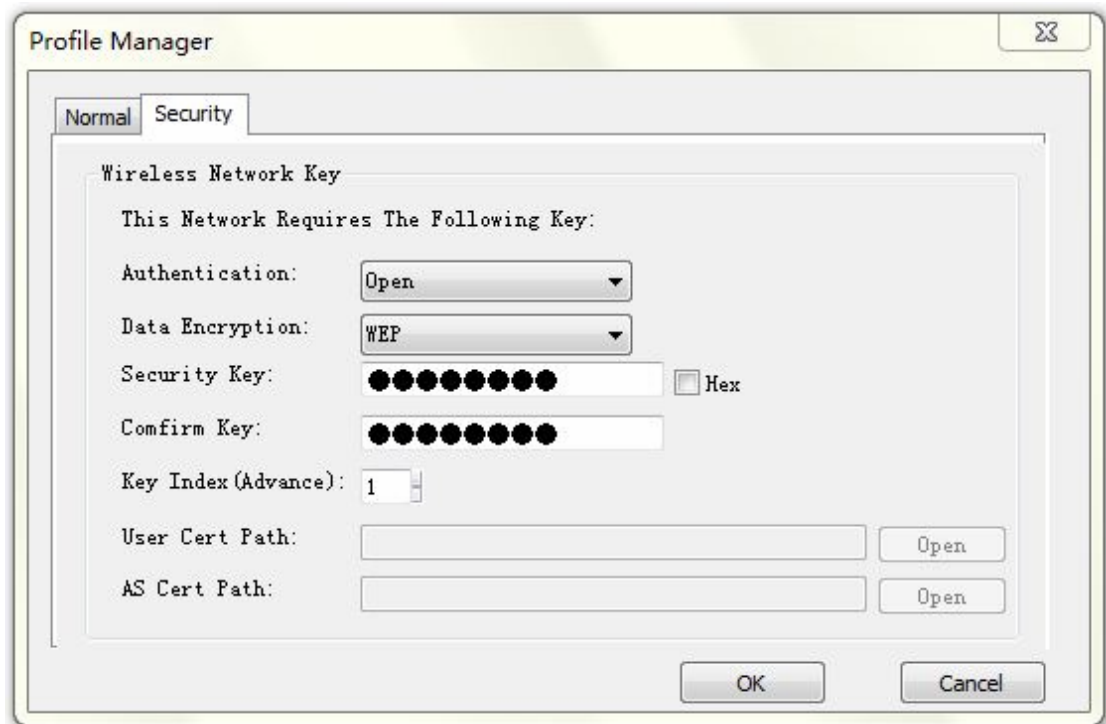 Profile Manager
Normal Security
Wireless Network Key
This Network Requires The Following Key:
Authentication: Open
Data Encryption: WEP
Security Key: ●●●●●●●● Hex
Comfirm Key: ●●●●●●●●
Key Index(Advance): 1
User Cert Path: Open
AS Cert Path: Open
OK Cancel